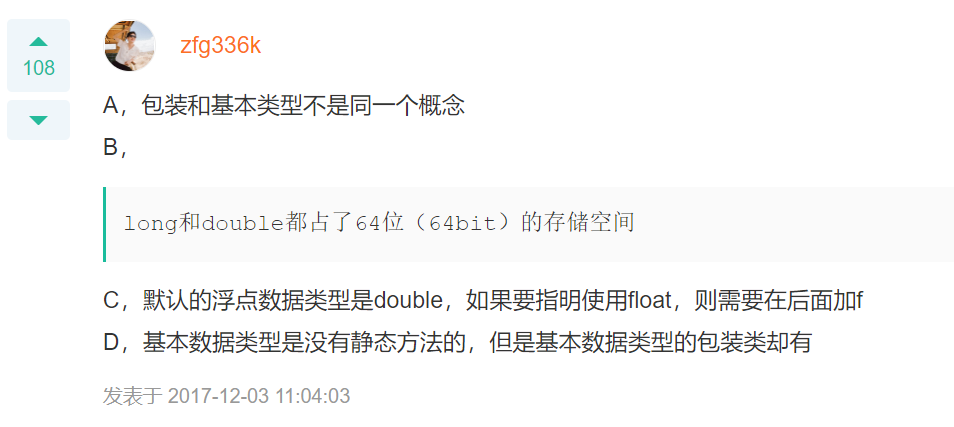 108
zfg336k
A，包装和基本类型不是同一个概念
B，
long和double都占了64位（64bit）的存储空间
C，默认的浮点数据类型是double，如果要指明使用float，则需要在后面加f
D，基本数据类型是没有静态方法的，但是基本数据类型的包装类却有
发表于 2017-12-03 11:04:03